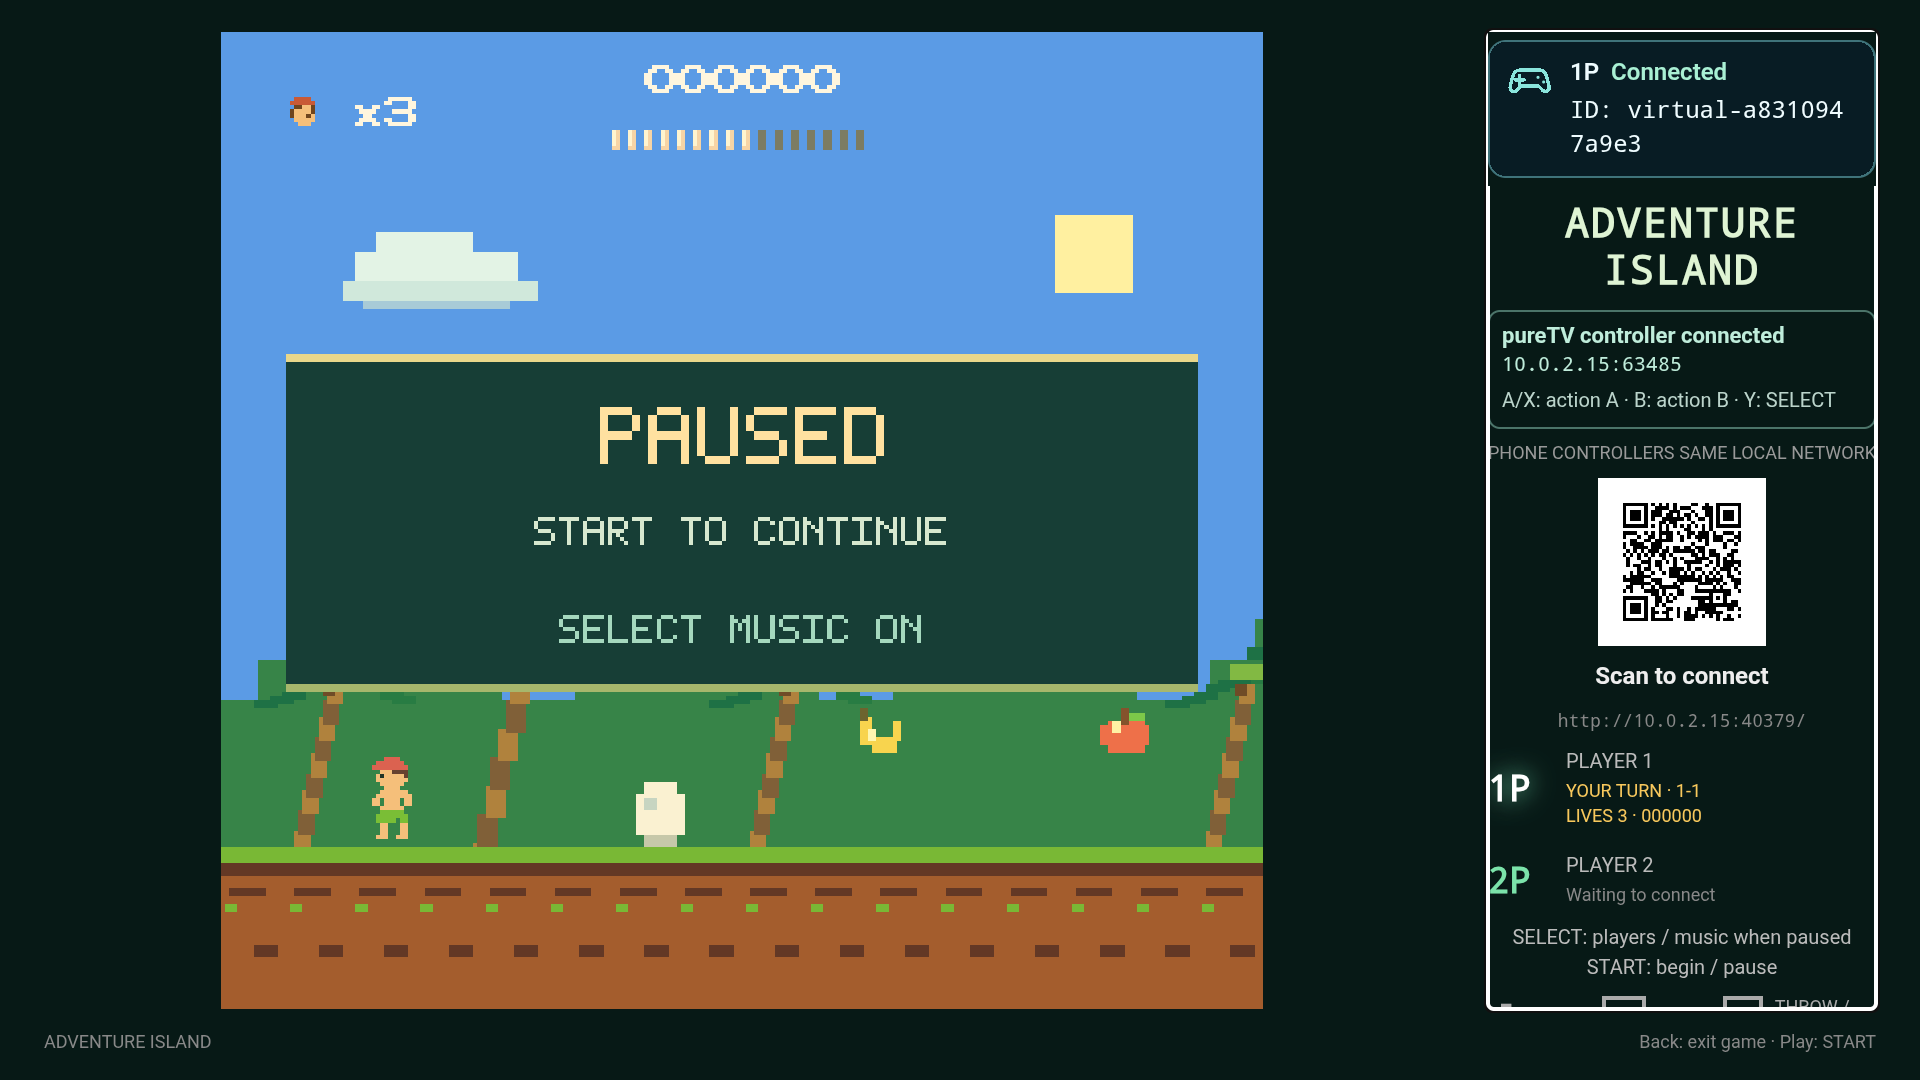 000000
x3
PAUSED
START TO CONTINUE
SELECT MUSIC ON
1P Connected
ID: virtual-a831094
7a9e3
ADVENTURE
ISLAND
pureTV controller connected
10.0.2.15:63485
A/X: action A · B: action B · Y: SELECT
PHONE CONTROLLERS SAME LOCAL NETWORK
Scan to connect
http://10.0.2.15:40379/
1P
PLAYER 1
YOUR TURN · 1-1
LIVES 3 · 000000
2P
PLAYER 2
Waiting to connect
SELECT: players / music when paused
START: begin / pause
THROW /
ADVENTURE ISLAND
Back: exit game · Play: START